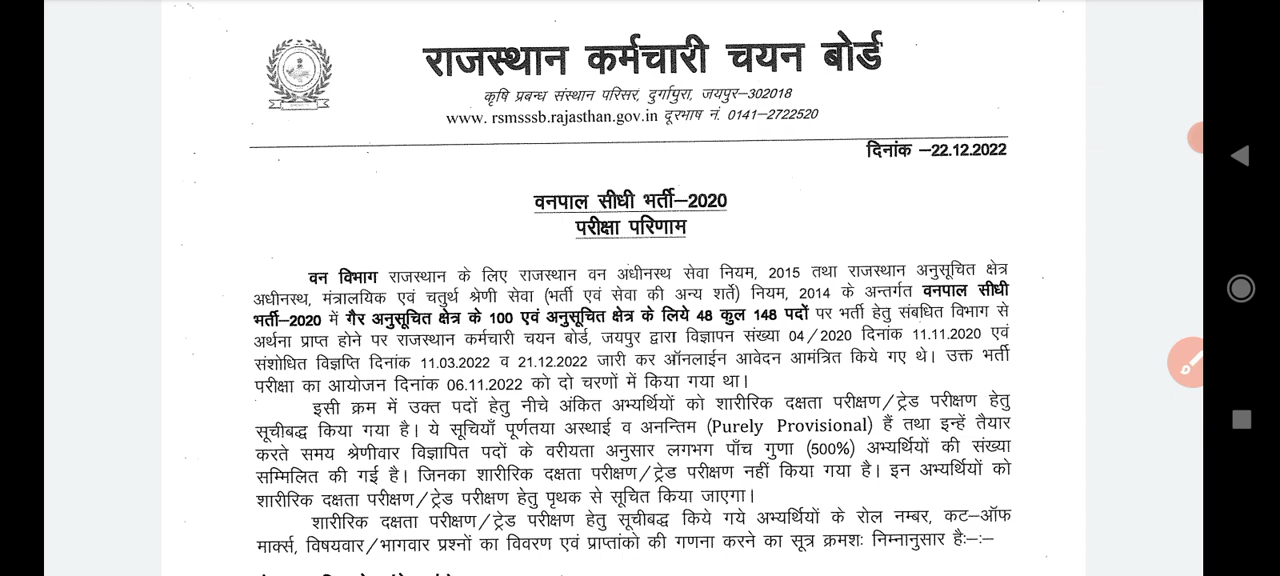 राजस्थान कर्मचारी चयन बोर्ड
कृषि प्रबन्ध संस्थान परिसर, दुर्गापुरा, जयपुर–302018
www. rsmsssb.rajasthan.gov.in दूरभाष नं. 0141–2722520
दिनांक –22.12.2022
वनपाल सीधी भर्ती–2020
परीक्षा परिणाम
वन विभाग राजस्थान के लिए राजस्थान वन अधीनस्थ सेवा नियम, 2015 तथा राजस्थान अनुसूचित क्षेत्र
अधीनस्थ, मंत्रालयिक एवं चतुर्थ श्रेणी सेवा (भर्ती एवं सेवा की अन्य शर्ते) नियम, 2014 के अन्तर्गत वनपाल सीधी
भर्ती–2020 में गैर अनुसूचित क्षेत्र के 100 एवं अनुसूचित क्षेत्र के लिये 48 कुल 148 पदों पर भर्ती हेतु संबधित विभाग से
अर्थना प्राप्त होने पर राजस्थान कर्मचारी चयन बोर्ड, जयपुर द्वारा विज्ञापन संख्या 04/2020 दिनांक 11.11.2020 एवं
संशोधित विज्ञप्ति दिनांक 11.03.2022 व 21.12.2022 जारी कर ऑनलाईन आवेदन आमंत्रित किये गए थे। उक्त भर्ती
परीक्षा का आयोजन दिनांक 06.11.2022 को दो चरणों में किया गया था।
इसी क्रम में उक्त पदों हेतु नीचे अंकित अभ्यर्थियों को शारीरिक दक्षता परीक्षण/ट्रेड परीक्षण हेतु
सूचीबद्ध किया गया है। ये सूचियाँ पूर्णतया अस्थाई व अनन्तिम (Purely Provisional) हैं तथा इन्हें तैयार
करते समय श्रेणीवार विज्ञापित पदों के वरीयता अनुसार लगभग पाँच गुणा (500%) अभ्यर्थियों की संख्या
सम्मिलित की गई है। जिनका शारीरिक दक्षता परीक्षण/ट्रेड परीक्षण नहीं किया गया है। इन अभ्यर्थियों को
शारीरिक दक्षता परीक्षण/ट्रेड परीक्षण हेतु पृथक से सूचित किया जाएगा।
शारीरिक दक्षता परीक्षण/ट्रेड परीक्षण हेतु सूचीबद्ध किये गये अभ्यर्थियों के रोल नम्बर, कट–ऑफ
मार्क्स, विषयवार/भागवार प्रश्नों का विवरण एवं प्राप्तांको की गणना करने का सूत्र क्रमशः निम्नानुसार हैः–:–